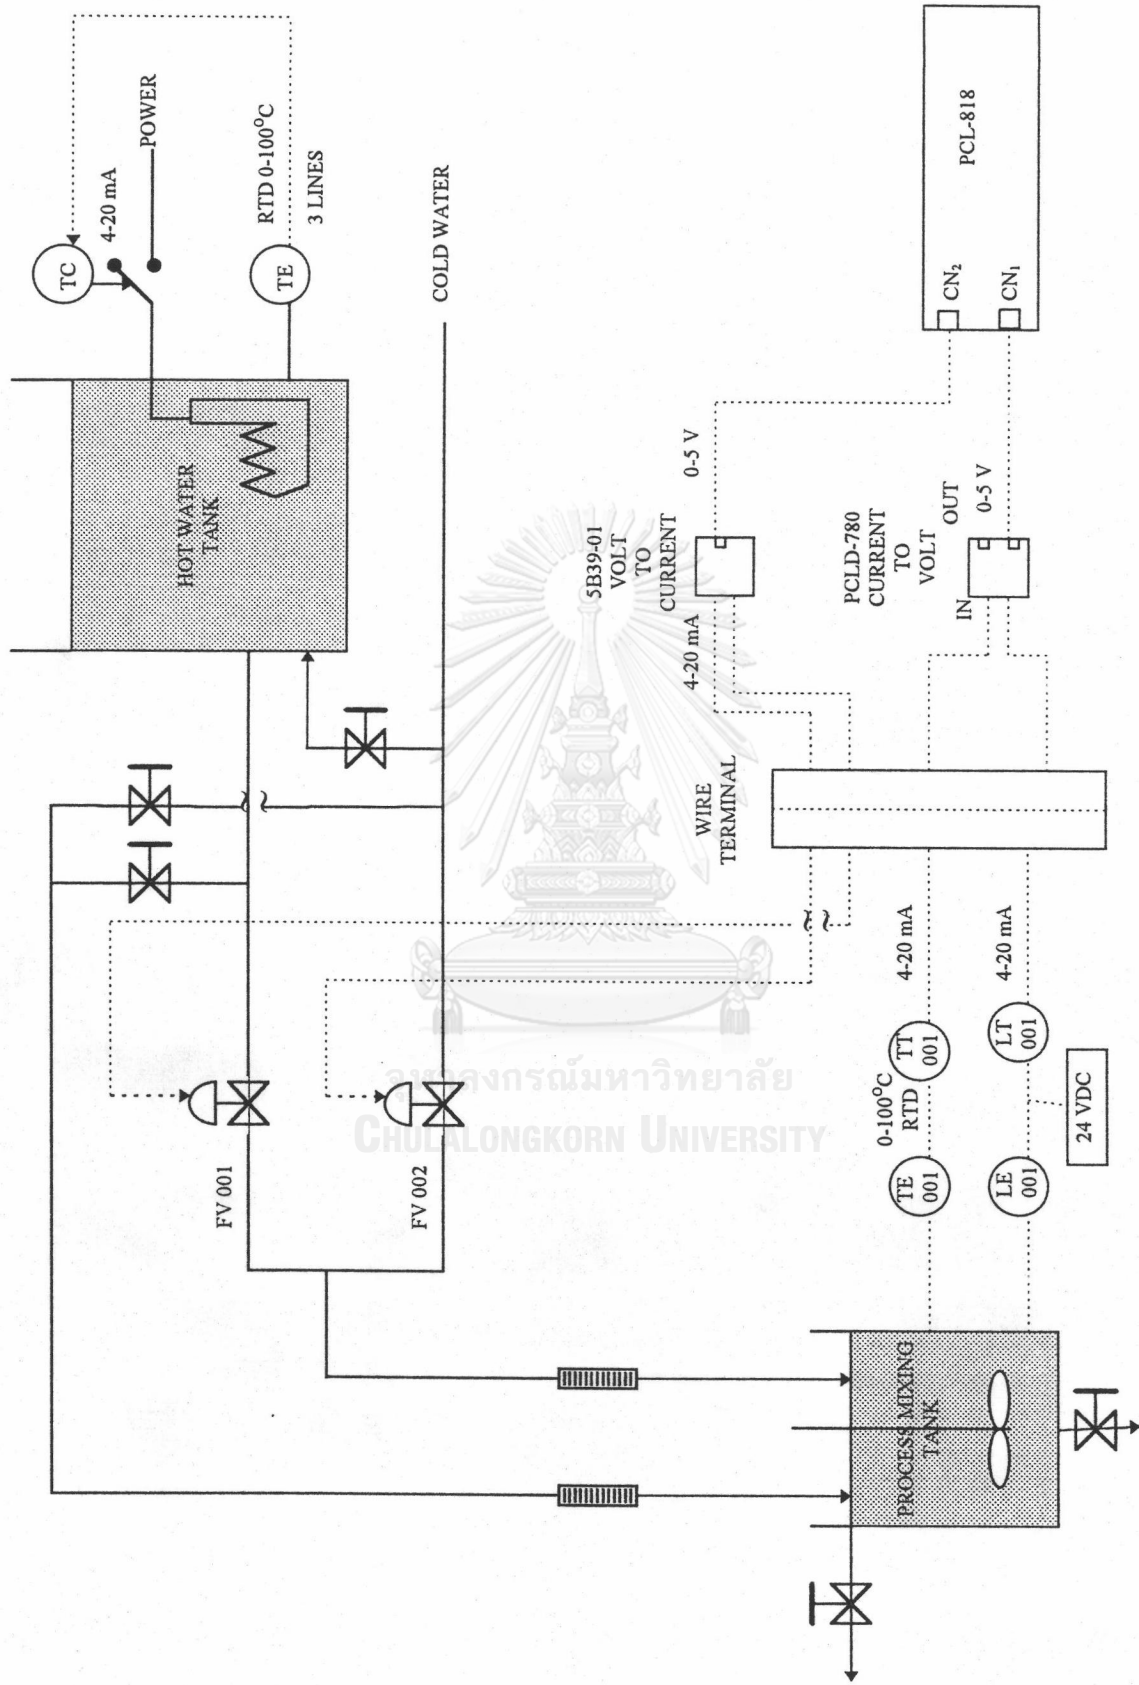 TC
4-20 mA
POWER
RTD 0-100°C
3 LINES
TE
COLD WATER
HOT WATER
TANK
PCL-818
CN₂
CN₁
0-5 V
5B39-01
VOLT
TO
CURRENT
4-20 mA
PCLD-780
CURRENT
TO
VOLT
OUT
0-5 V
IN
WIRE
TERMINAL
4-20 mA
4-20 mA
TT
001
LT
001
0-100°C
RTD
24 VDC
TE
001
LE
001
FV 001
FV 002
PROCESS MIXING
TANK
จุฬาลงกรณ์มหาวิทยาลัย
CHULALONGKORN UNIVERSITY